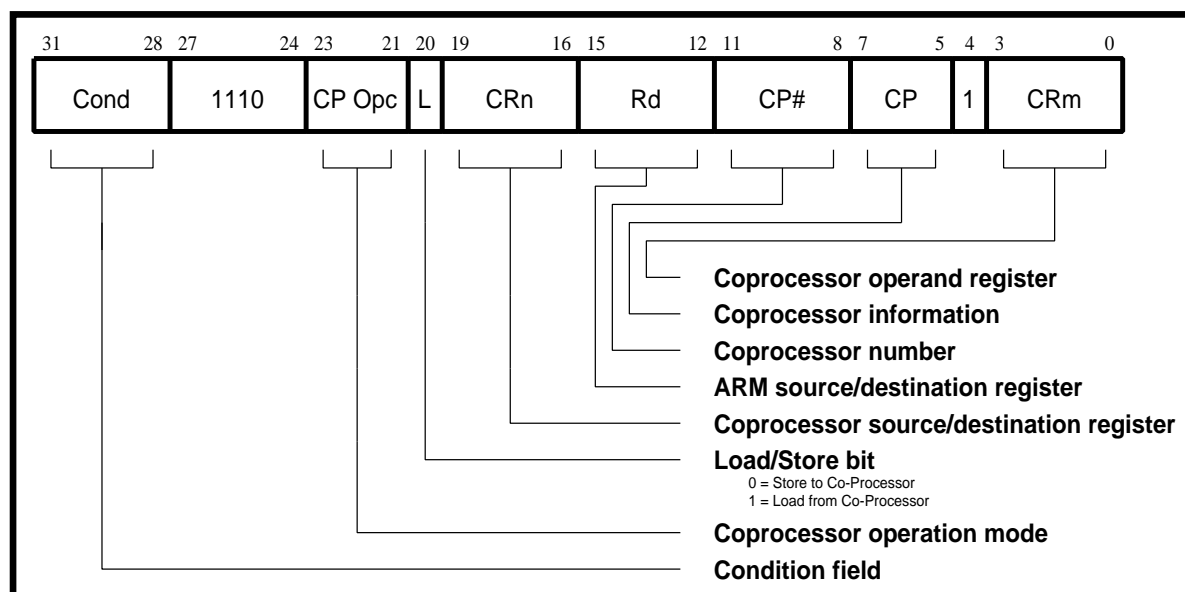 31 28 27 24 23 21 20 19 16 15 12 11 8 7 5 4 3 0
Cond 1110 CP Opc L CRn Rd CP# CP 1 CRm
Coprocessor operand register
Coprocessor information
Coprocessor number
ARM source/destination register
Coprocessor source/destination register
Load/Store bit
0 = Store to Co-Processor
1 = Load from Co-Processor
Coprocessor operation mode
Condition field